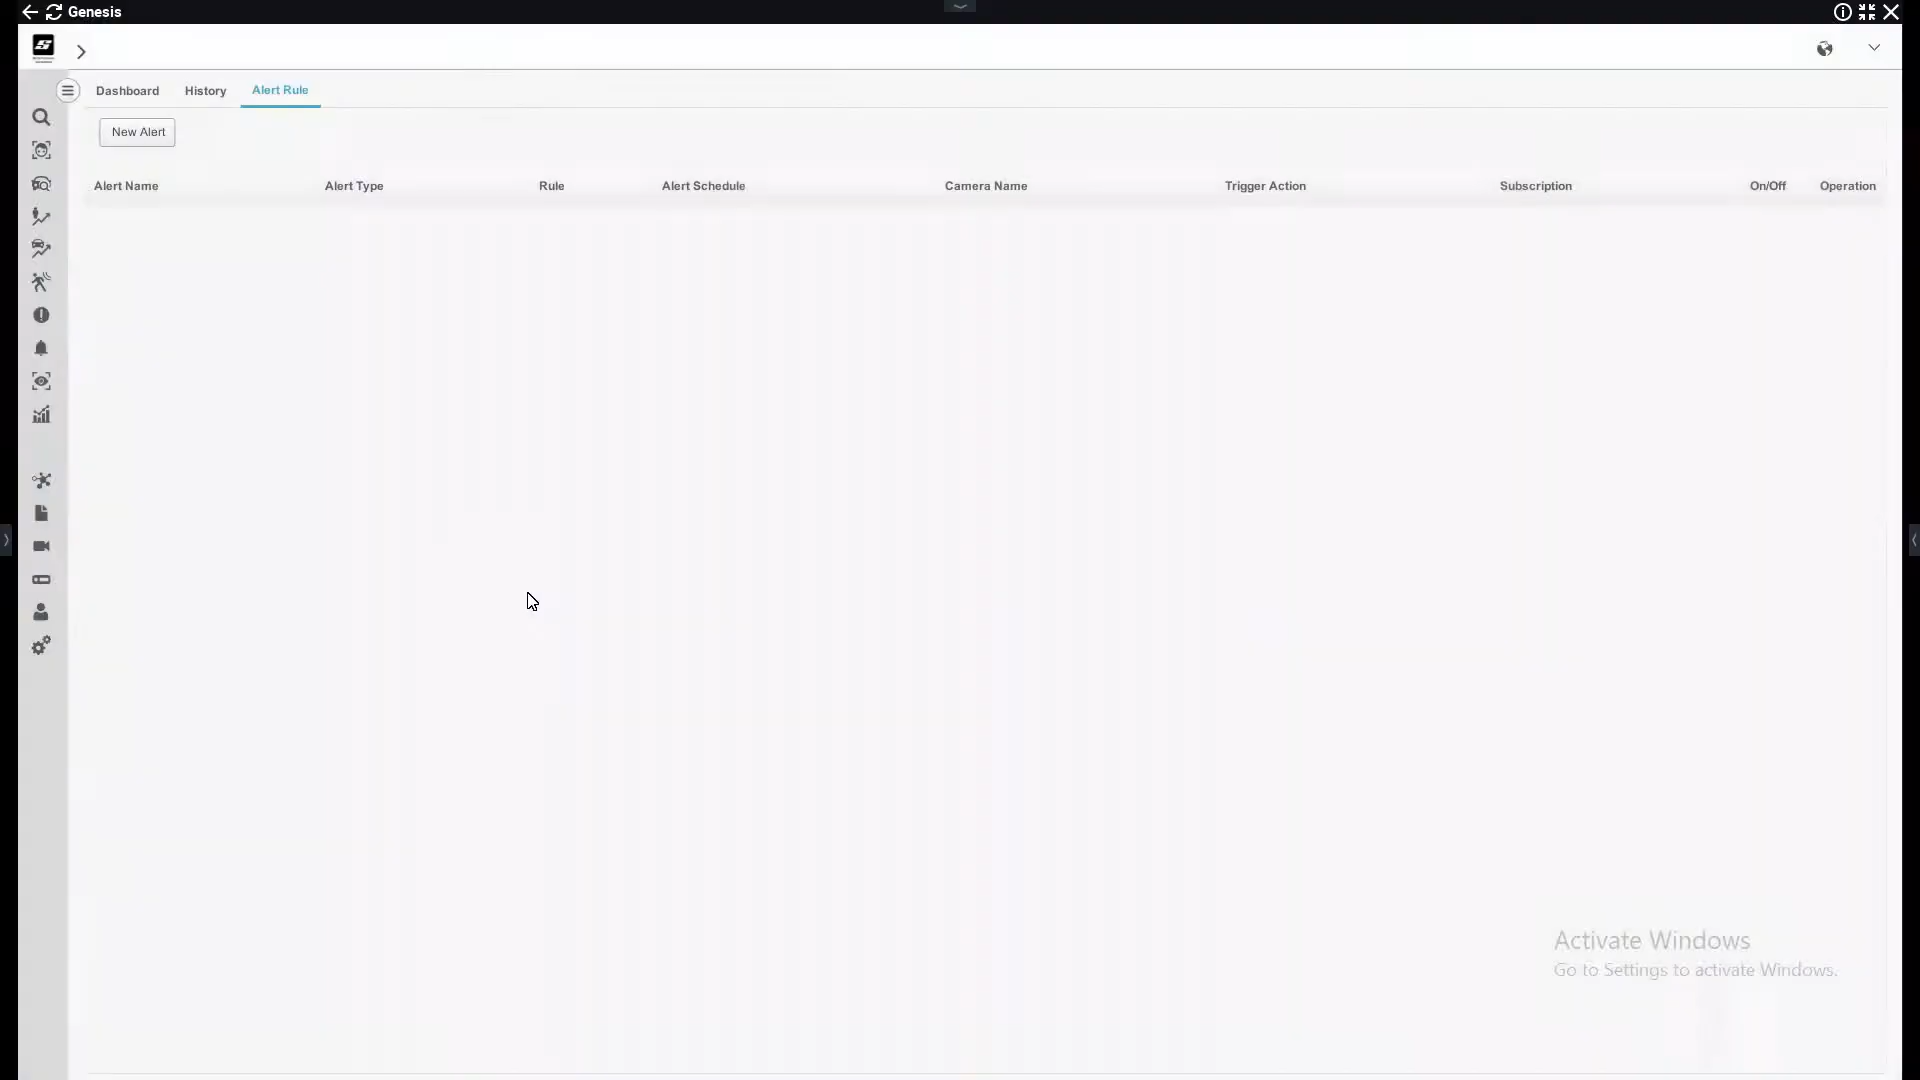 Genesis
Dashboard History Alert Rule
New Alert
Alert Name Alert Type Rule Alert Schedule Camera Name Trigger Action Subscription On/Off Operation
Activate Windows
Go to Settings to activate Windows.